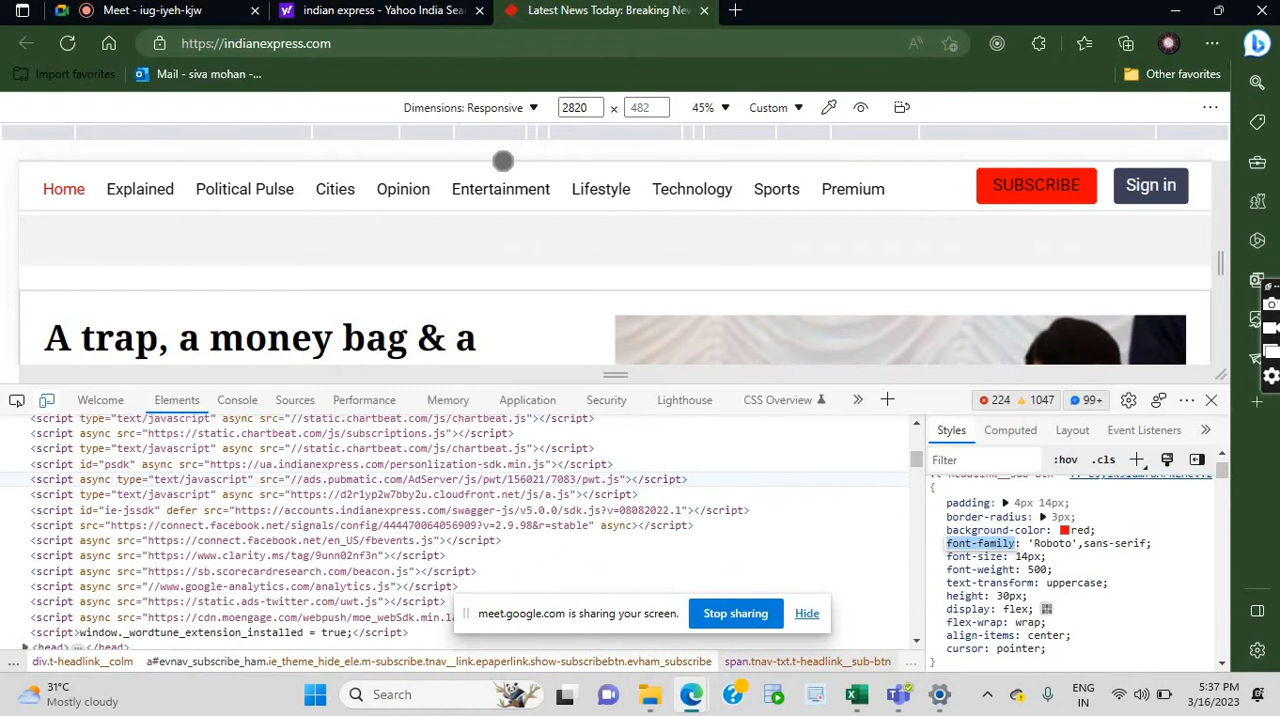 Meet - iug-iyeh-kjw
indian express - Yahoo India Sea
Latest News Today: Breaking Nev
https://indianexpress.com
Import favorites
Mail - siva mohan -...
Other favorites
Dimensions: Responsive 2820 × 482 45% Custom
Home Explained Political Pulse Cities Opinion Entertainment Lifestyle Technology Sports Premium SUBSCRIBE Sign in
A trap, a money bag & a
Welcome Elements Console Sources Performance Memory Application Security Lighthouse CSS Overview 224 1047 99+
<script type="text/javascript" async src="//static.chartbeat.com/js/chartbeat.js"></script>
<script async src="https://static.chartbeat.com/js/subscriptions.js"></script>
<script type="text/javascript" async src="//static.chartbeat.com/js/chartbeat.js"></script>
<script id="psdk" async src="https://ua.indianexpress.com/personlization-sdk.min.js"></script>
<script async type="text/javascript" src="//ads.pubmatic.com/AdServer/js/pwt/156021/7083/pwt.js"></script>
<script type="text/javascript" async src="https://d2r1yp2w7bby2u.cloudfront.net/js/a.js"></script>
<script id="ie-jssdk" defer src="https://accounts.indianexpress.com/swagger-js/v5.0.0/sdk.js?v=08082022.1"></script>
<script src="https://connect.facebook.net/signals/config/444470064056909?v=2.9.98&r=stable" async></script>
<script async src="https://connect.facebook.net/en_US/fbevents.js"></script>
<script async src="https://www.clarity.ms/tag/9unn02nf3n"></script>
<script async src="https://sb.scorecardresearch.com/beacon.js"></script>
<script async src="//www.google-analytics.com/analytics.js"></script>
<script async src="https://static.ads-twitter.com/uwt.js"></script>
<script async src="https://cdn.moengage.com/webpush/moe_webSdk.min.la
<script>window._wordtune_extension_installed = true;</script>
<head> … </head>
meet.google.com is sharing your screen. Stop sharing Hide
... div.t-headlink__colm a#evnav_subscribe_ham.ie_theme_hide_ele.m-subscribe.tnav__link.epaperlink.show-subscribebtn.evham_subscribe span.tnav-txt.t-headlink__sub-btn ...
Styles Computed Layout Event Listeners
Filter :hov .cls
{
padding: 4px 14px;
border-radius: 3px;
background-color: red;
font-family: 'Roboto',sans-serif;
font-size: 14px;
font-weight: 500;
text-transform: uppercase;
height: 30px;
display: flex;
flex-wrap: wrap;
align-items: center;
cursor: pointer;
}
31°C
Mostly cloudy
Search
ENG
IN
5:37 PM
3/16/2023